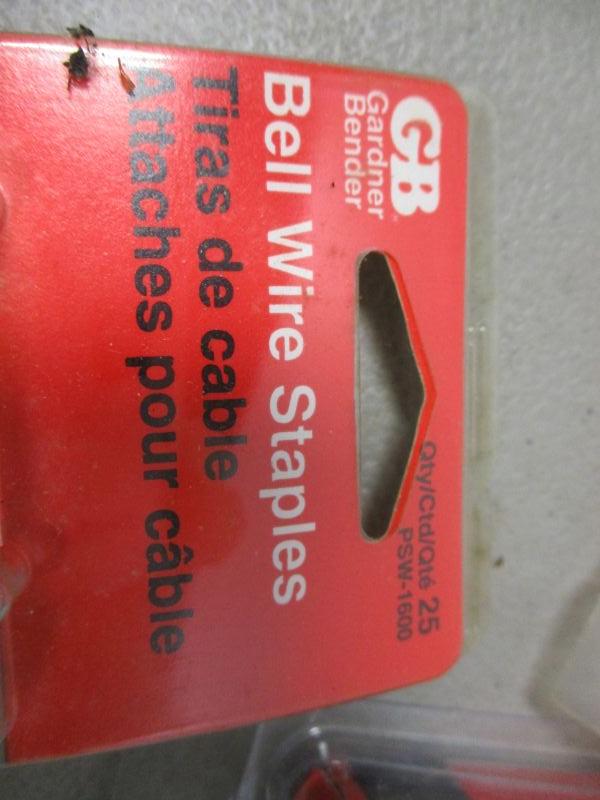 GB
Gardner
Bender
Qty/Ctd/Qté 25
PSW-1600
Bell Wire Staples
Tiras de cable
Attaches pour câble